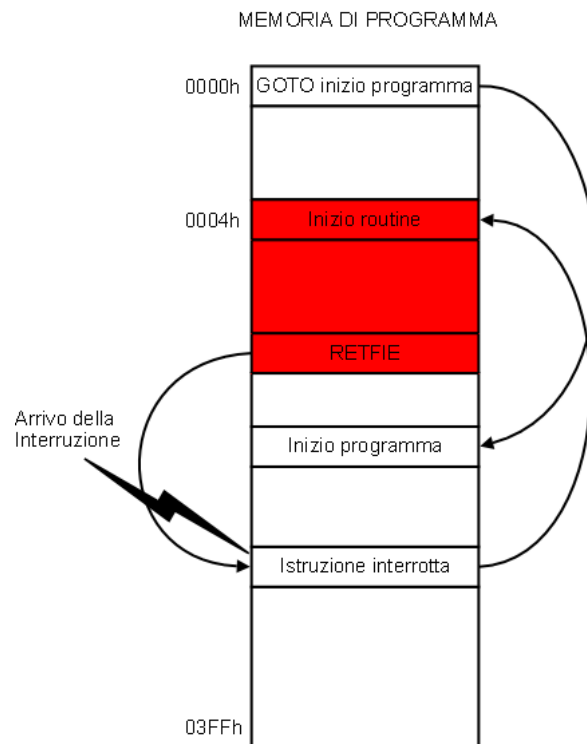 MEMORIA DI PROGRAMMA
0000h
GOTO inizio programma
0004h
Inizio routine
RETFIE
Arrivo della
Interruzione
Inizio programma
Istruzione interrotta
03FFh